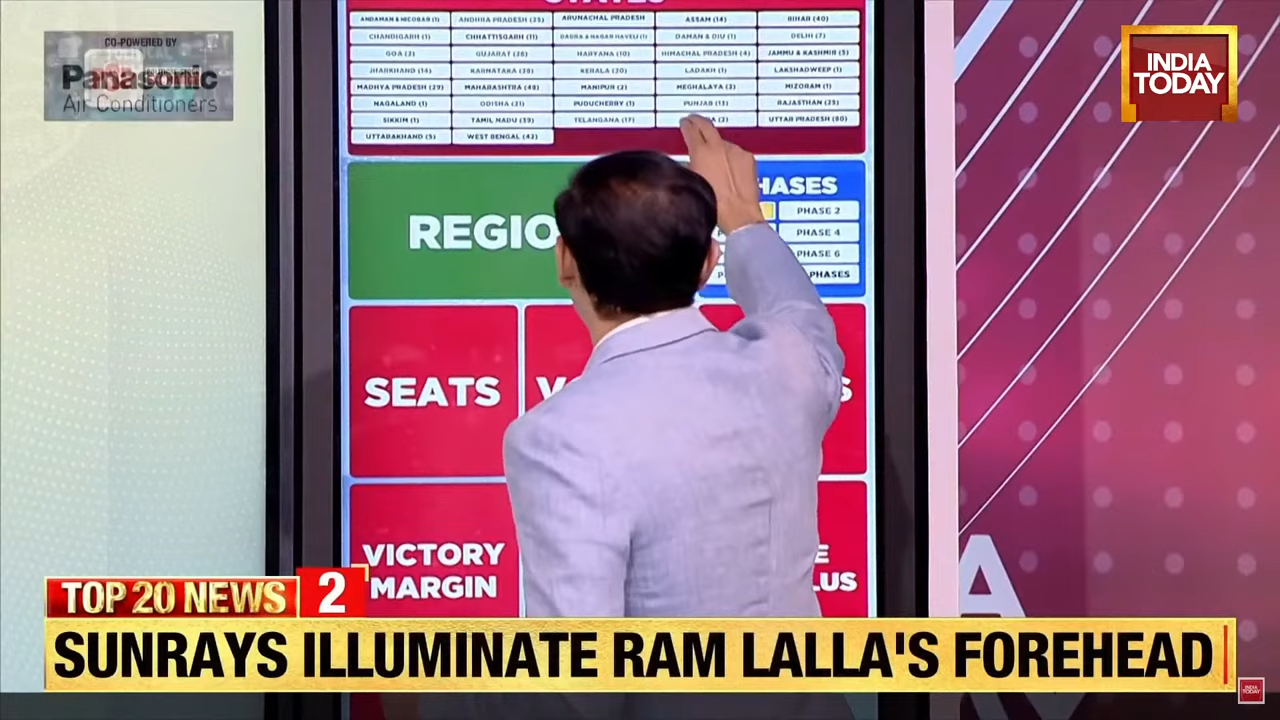 CO-POWERED BY
Panasonic
Air Conditioners
INDIA
TODAY
STATES
ANDAMAN & NICOBAR (1) ANDHRA PRADESH (25) ARUNACHAL PRADESH ASSAM (14) BIHAR (40)
CHANDIGARH (1) CHHATTISGARH (11) DADRA & NAGAR HAVELI (1) DAMAN & DIU (1) DELHI (7)
GOA (2) GUJARAT (26) HARYANA (10) HIMACHAL PRADESH (4) JAMMU & KASHMIR (5)
JHARKHAND (14) KARNATAKA (28) KERALA (20) LADAKH (1) LAKSHADWEEP (1)
MADHYA PRADESH (29) MAHARASHTRA (48) MANIPUR (2) MEGHALAYA (2) MIZORAM (1)
NAGALAND (1) ODISHA (21) PUDUCHERRY (1) PUNJAB (13) RAJASTHAN (25)
SIKKIM (1) TAMIL NADU (39) TELANGANA (17) A (2) UTTAR PRADESH (80)
UTTARAKHAND (5) WEST BENGAL (42)
REGIO
HASES
PHASE 2
PHASE 4
PHASE 6
P PHASES
SEATS V S
VICTORY
MARGIN
E
LUS
A
TOP 20 NEWS 2
SUNRAYS ILLUMINATE RAM LALLA'S FOREHEAD
INDIA
TODAY